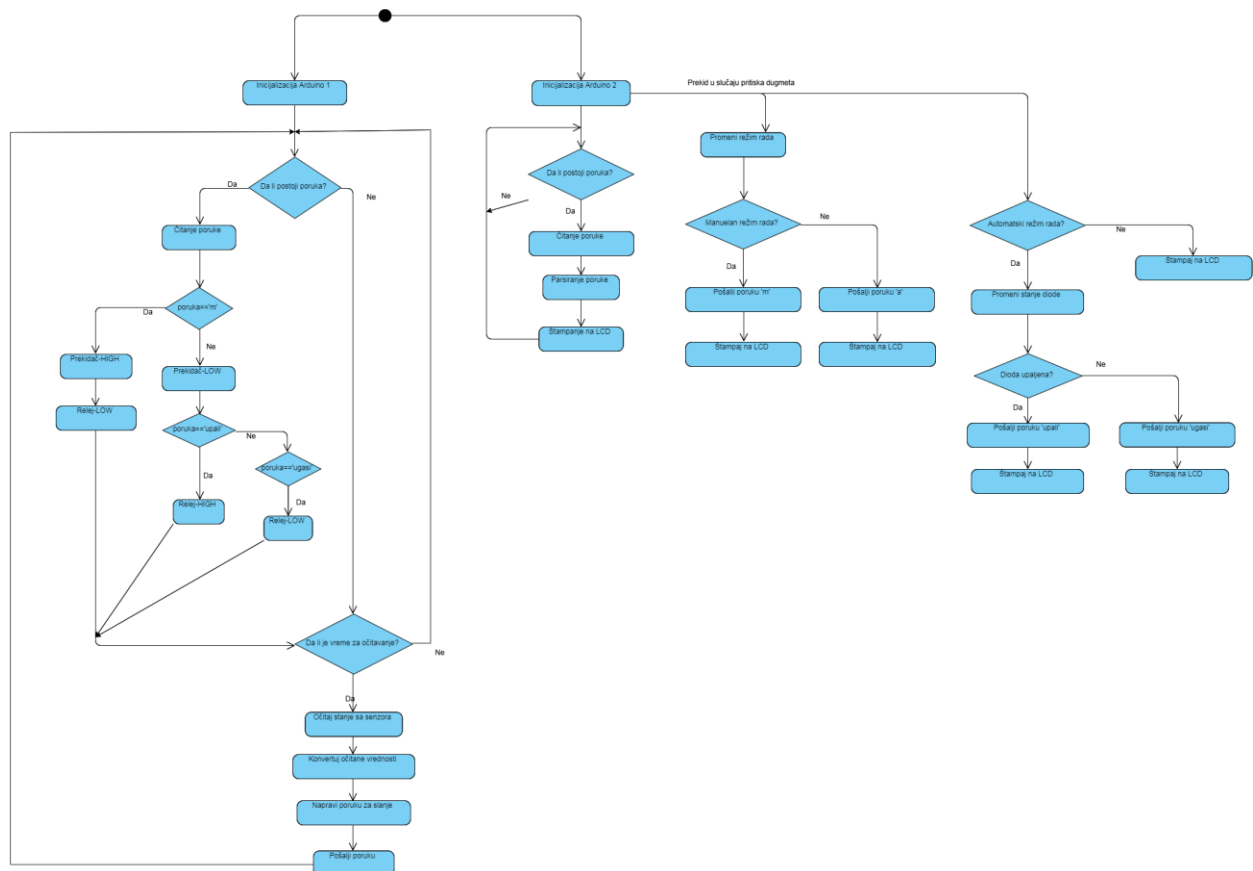 Inicijalizacija Arduino 1
Da li postoji poruka?
Da
Ne
Čitanje poruke
poruka=='m'
Da
Ne
Prekidač-HIGH
Relej-LOW
Prekidač-LOW
poruka=='upali'
Ne
poruka=='ugasi'
Da
Relej-HIGH
Da
Relej-LOW
Da li je vreme za očitavanje?
Ne
Da
Očitaj stanje sa senzora
Konvertuj očitane vrednosti
Napravi poruku za slanje
Pošalji poruku
Inicijalizacija Arduino 2
Da li postoji poruka?
Ne
Da
Čitanje poruke
Parsiranje poruke
Štampanje na LCD
Prekid u slučaju pritiska dugmeta
Promeni režim rada
Manuelan režim rada?
Ne
Da
Pošalji poruku 'm'
Štampaj na LCD
Pošalji poruku 'a'
Štampaj na LCD
Automatski režim rada?
Ne
Štampaj na LCD
Da
Promeni stanje diode
Dioda upaljena?
Ne
Da
Pošalji poruku 'upali'
Štampaj na LCD
Pošalji poruku 'ugasi'
Štampaj na LCD